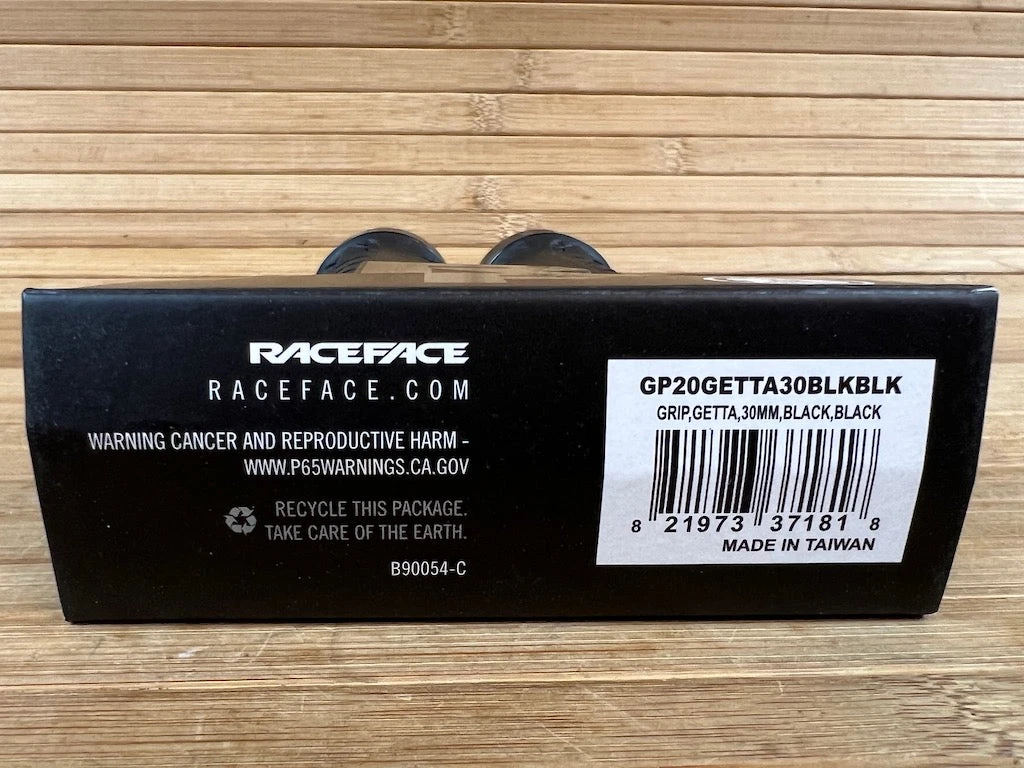 RACEFACE
RACEFACE.COM
WARNING CANCER AND REPRODUCTIVE HARM -
WWW.P65WARNINGS.CA.GOV
RECYCLE THIS PACKAGE.
TAKE CARE OF THE EARTH.
B90054-C
GP20GETTA30BLKBLK
GRIP,GETTA,30MM,BLACK,BLACK
8 21973 37181 8
MADE IN TAIWAN